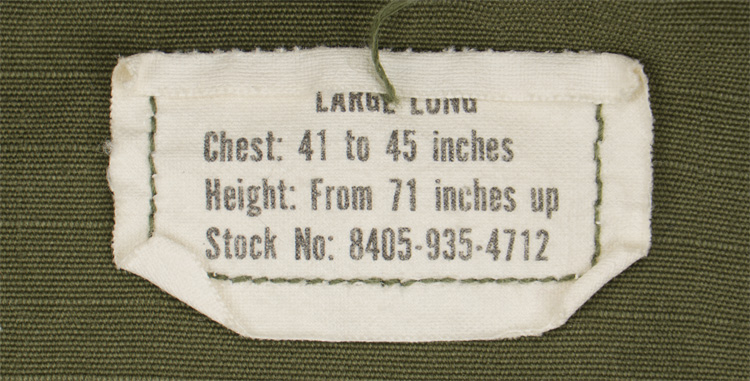 LARGE LONG
Chest: 41 to 45 inches
Height: From 71 inches up
Stock No: 8405-935-4712